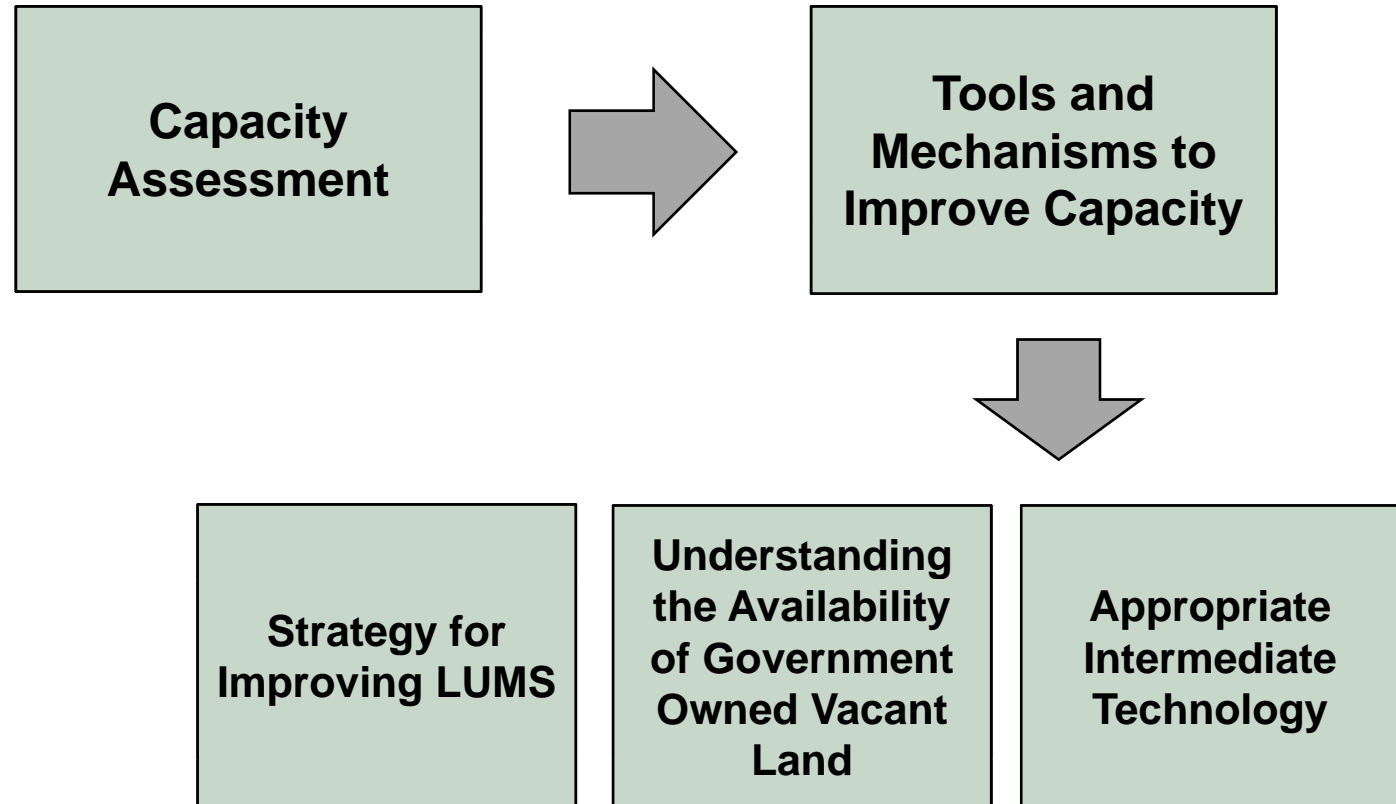 Capacity
Assessment
Tools and
Mechanisms to
Improve Capacity
Strategy for
Improving LUMS
Understanding
the Availability
of Government
Owned Vacant
Land
Appropriate
Intermediate
Technology